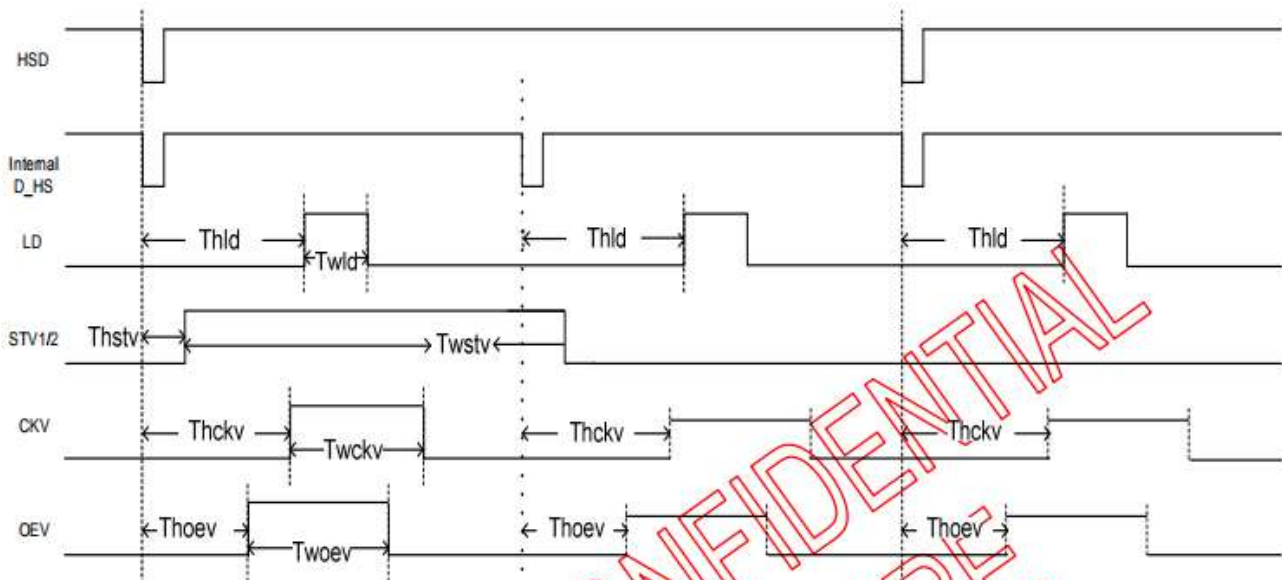 HSD
Internal
D_HS
LD
Thld
Twld
Thld
Thld
STV1/2
Thstv
Twstv
CKV
Thckv
Twckv
Thckv
Thckv
OEV
Thoev
Twoev
Thoev
Thoev
NFIDENTIAL